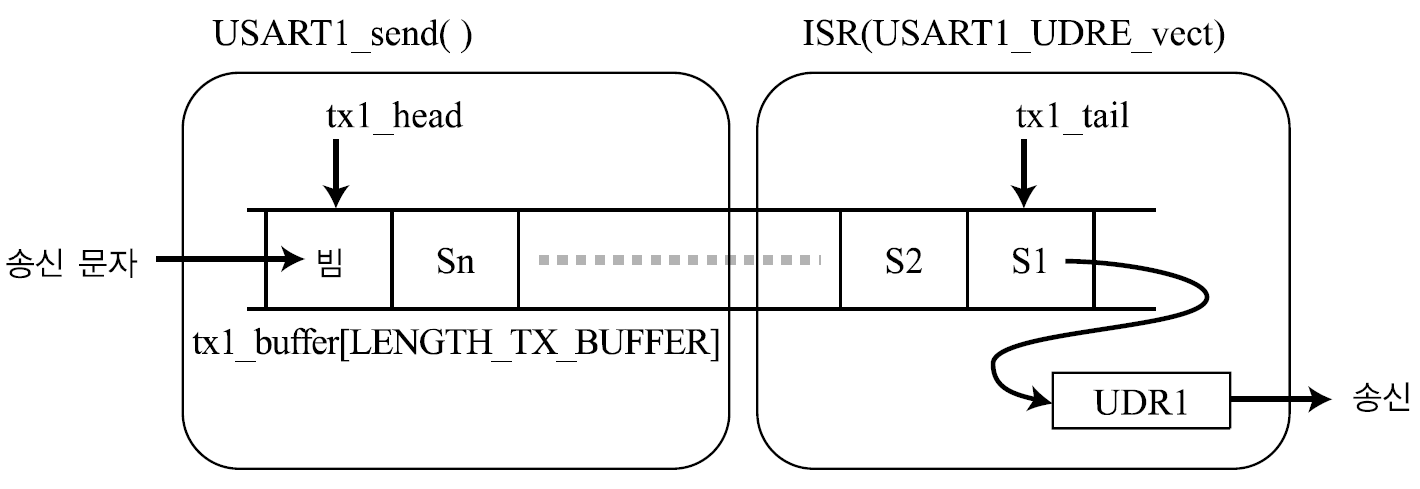 USART1_send( )
ISR(USART1_UDRE_vect)
tx1_head
tx1_tail
송신 문자
빔
Sn
S2
S1
tx1_buffer[LENGTH_TX_BUFFER]
UDR1
송신